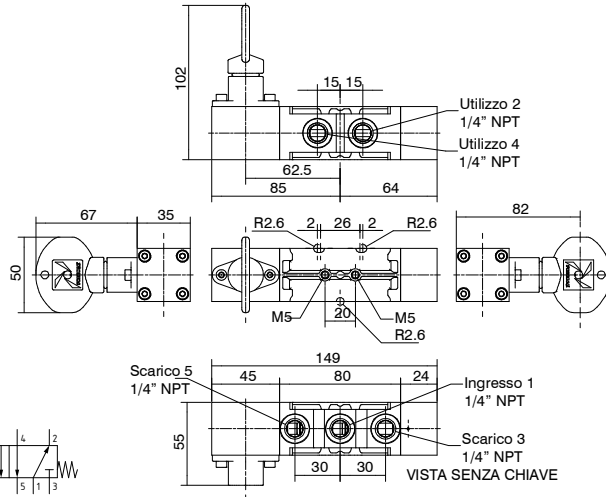 102
15 15
Utilizzo 2
1/4" NPT
Utilizzo 4
1/4" NPT
62.5
85 64
67 35
R2.6 2 26 2 R2.6
82
50
M5 20 M5
R2.6
149
Scarico 5
1/4" NPT
45 80 24
Ingresso 1
1/4" NPT
55
Scarico 3
1/4" NPT
30 30
VISTA SENZA CHIAVE
4 2
5 1 3